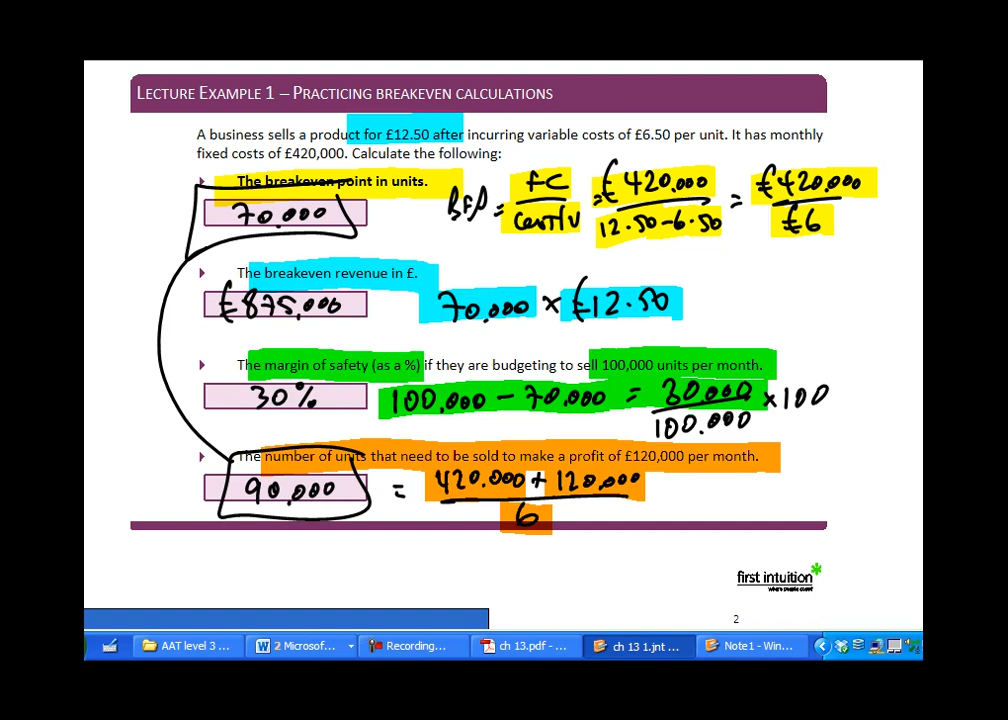 LECTURE EXAMPLE 1 – PRACTICING BREAKEVEN CALCULATIONS
A business sells a product for £12.50 after incurring variable costs of £6.50 per unit. It has monthly
fixed costs of £420,000. Calculate the following:
The breakeven point in units.
70,000
BEP = FC / Cont/U = £420,000 / 12.50 - 6.50 = £420,000 / £6
The breakeven revenue in £.
£875,000 70,000 × £12.50
The margin of safety (as a %) if they are budgeting to sell 100,000 units per month.
30% 100,000 - 70,000 = 30,000 / 100,000 × 100
The number of units that need to be sold to make a profit of £120,000 per month.
90,000 = 420,000 + 120,000 / 6
first intuition
2
AAT level 3 ... 2 Microsof... Recording... ch 13.pdf - ... ch 13 1.jnt ... Note1 - Win...